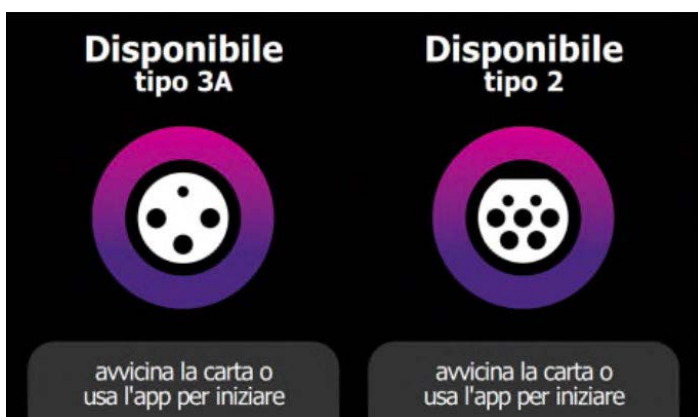 Disponibile
tipo 3A
avvicina la carta o
usa l'app per iniziare
Disponibile
tipo 2
avvicina la carta o
usa l'app per iniziare